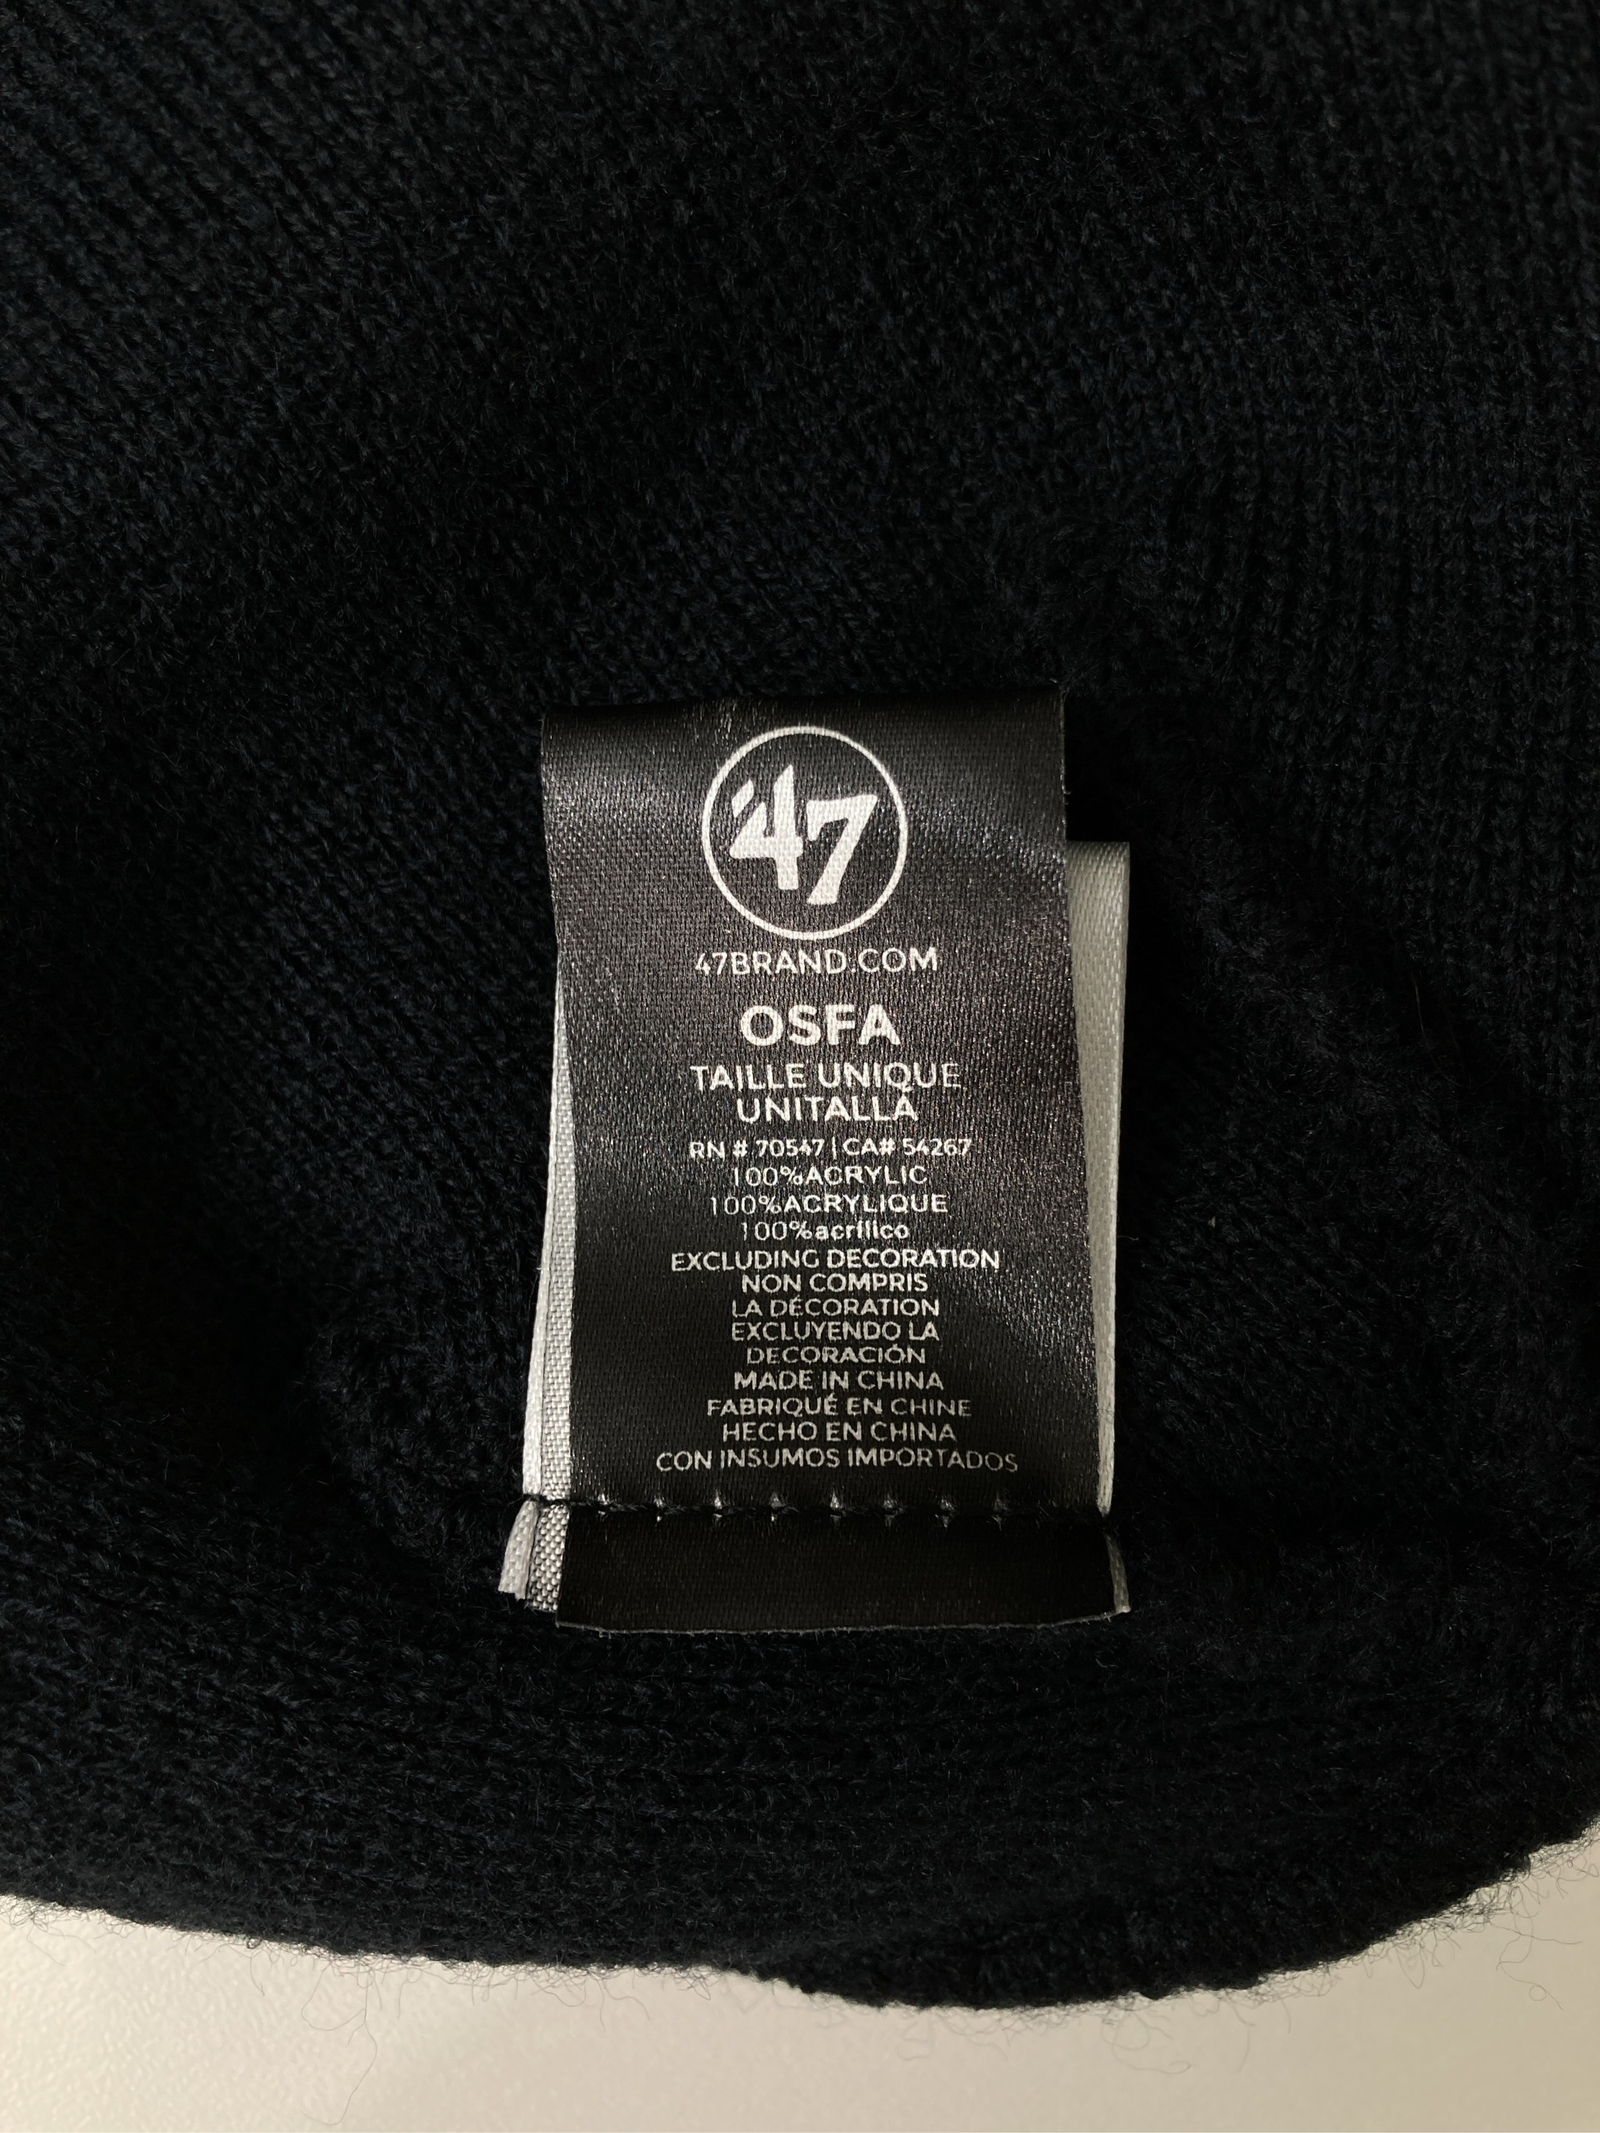 '47
47BRAND.COM
OSFA
TAILLE UNIQUE
UNITALLA
RN # 70547 | CA# 54267
100%ACRYLIC
100%ACRYLIQUE
100%acrílico
EXCLUDING DECORATION
NON COMPRIS
LA DÉCORATION
EXCLUYENDO LA
DECORACIÓN
MADE IN CHINA
FABRIQUÉ EN CHINE
HECHO EN CHINA
CON INSUMOS IMPORTADOS